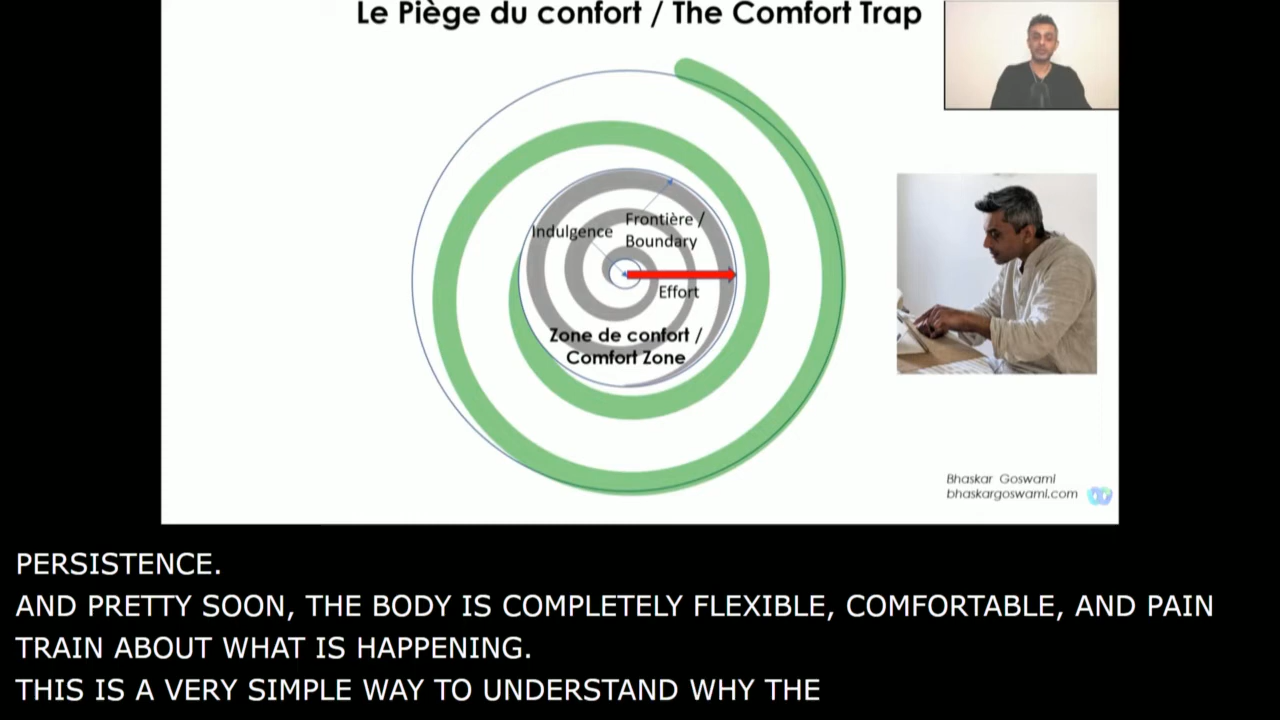 Le Piège du confort / The Comfort Trap
Indulgence
Frontière /
Boundary
Effort
Zone de confort /
Comfort Zone
Bhaskar Goswami
bhaskargoswami.com
PERSISTENCE.
AND PRETTY SOON, THE BODY IS COMPLETELY FLEXIBLE, COMFORTABLE, AND PAIN
TRAIN ABOUT WHAT IS HAPPENING.
THIS IS A VERY SIMPLE WAY TO UNDERSTAND WHY THE